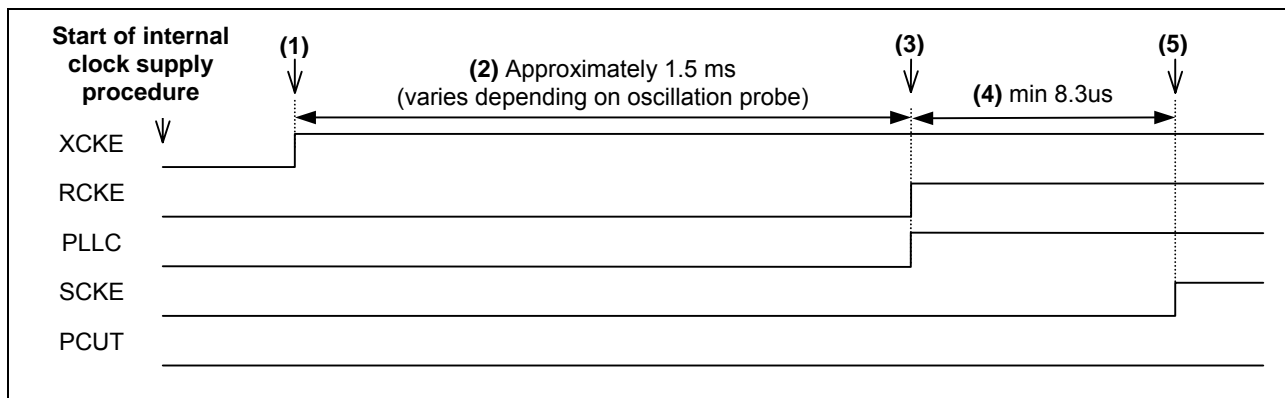 Start of internal
clock supply
procedure
(1)
(2) Approximately 1.5 ms
(varies depending on oscillation probe)
(3)
(4) min 8.3us
(5)
XCKE
RCKE
PLLC
SCKE
PCUT